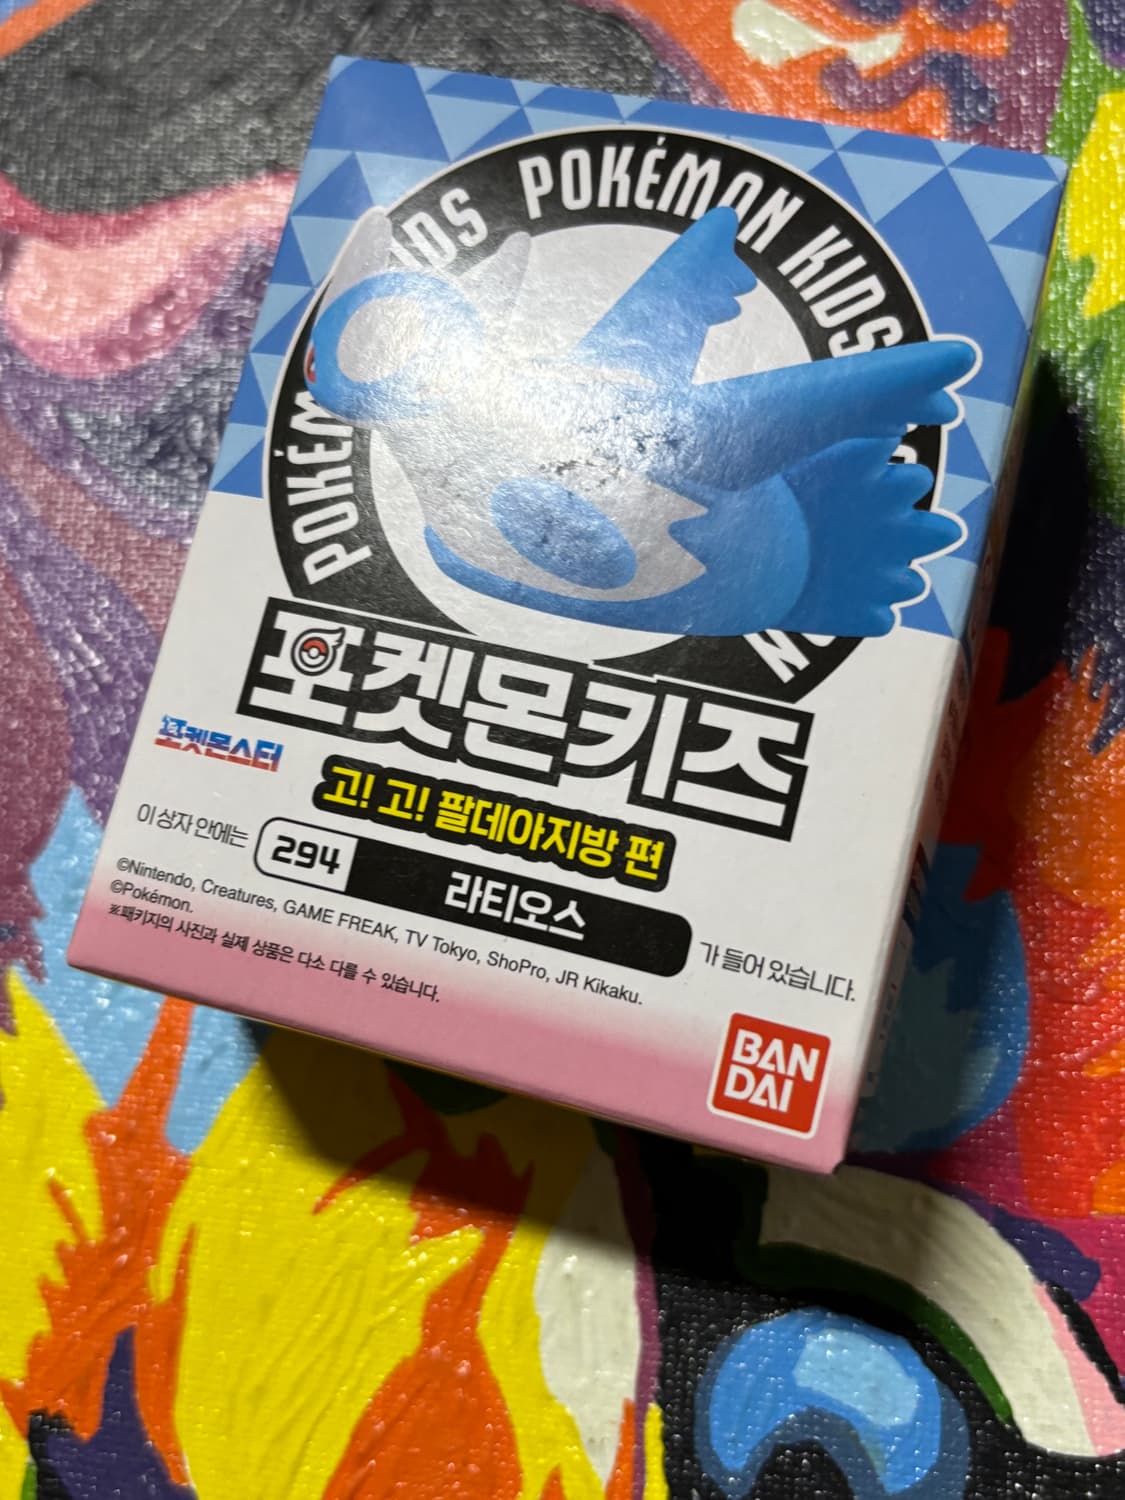 POKÉMON KIDS
포켓몬키즈
포켓몬스터
고! 고! 팔데아지방 편
이 상자 안에는 294 라티오스 가 들어 있습니다.
©Nintendo, Creatures, GAME FREAK, TV Tokyo, ShoPro, JR Kikaku.
©Pokémon.
※패키지의 사진과 실제 상품은 다소 다를 수 있습니다.
BAN
DAI